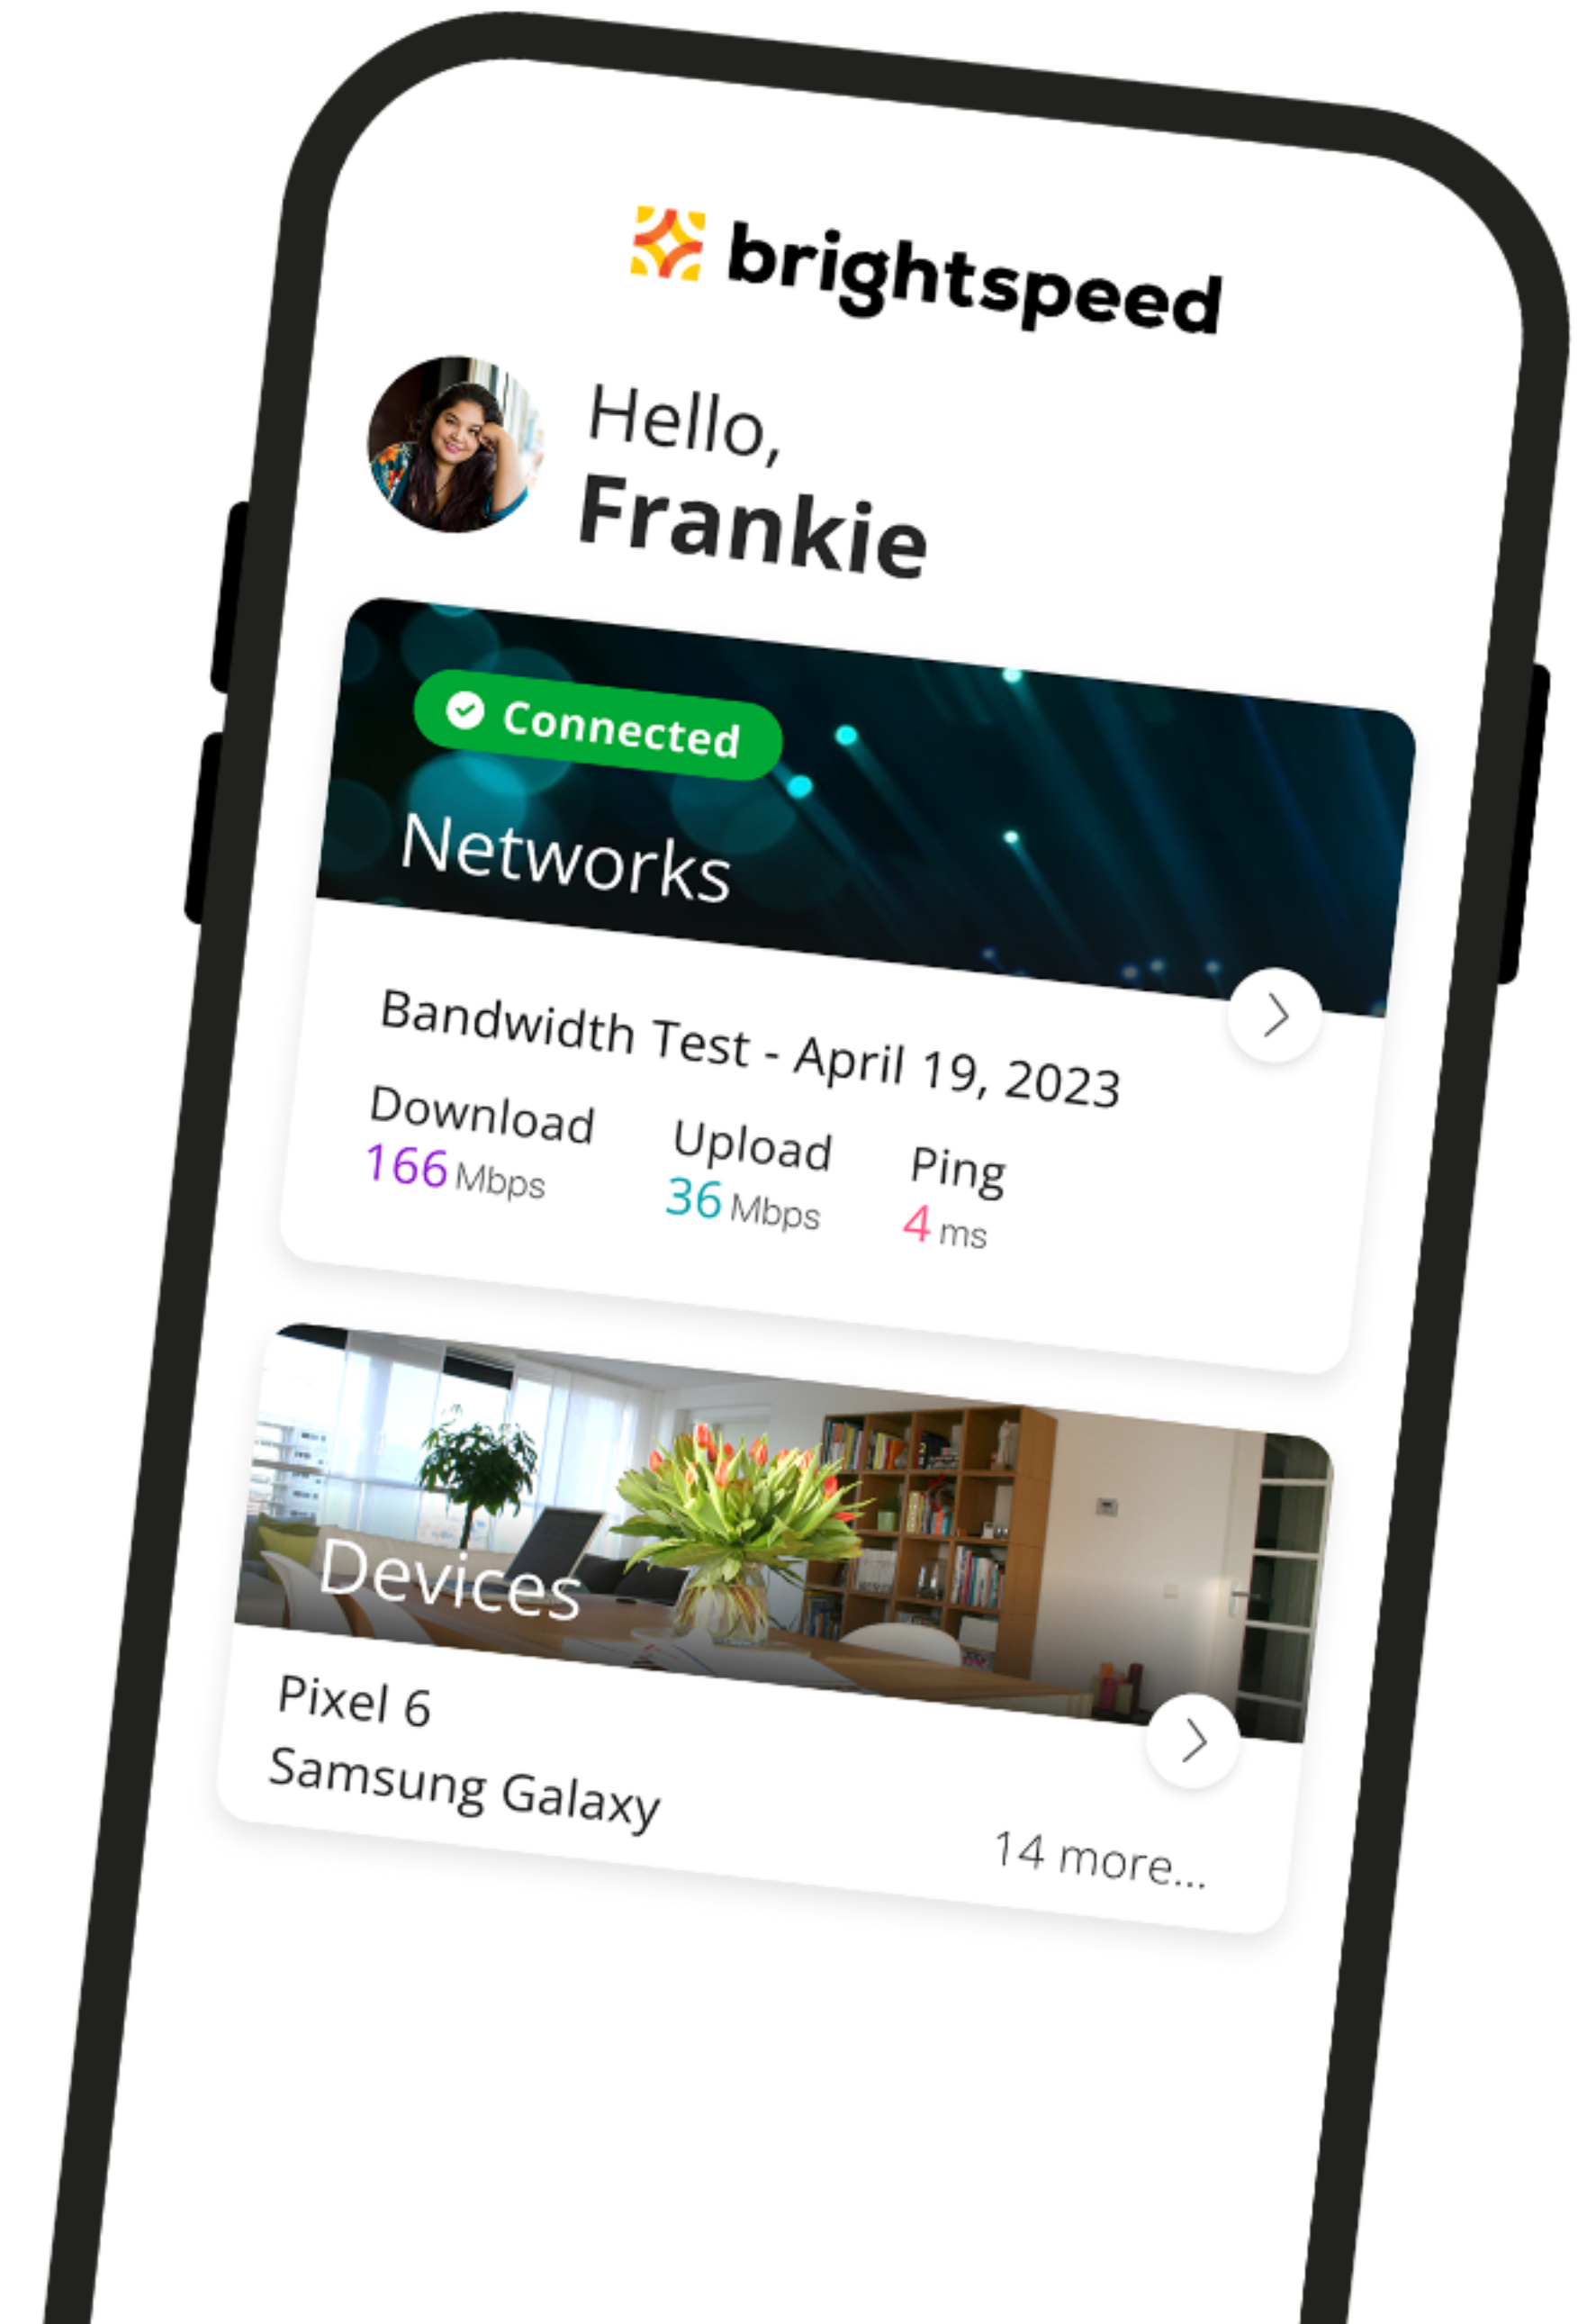 brightspeed
Hello,
Frankie
Connected
Networks
Bandwidth Test - April 19, 2023
Download Upload Ping
166 Mbps 36 Mbps 4 ms
Devices
Pixel 6
Samsung Galaxy
14 more...